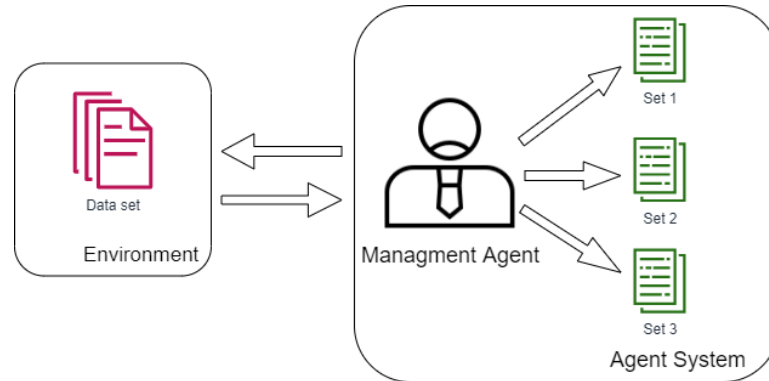 Data set
Environment
Managment Agent
Set 1
Set 2
Set 3
Agent System